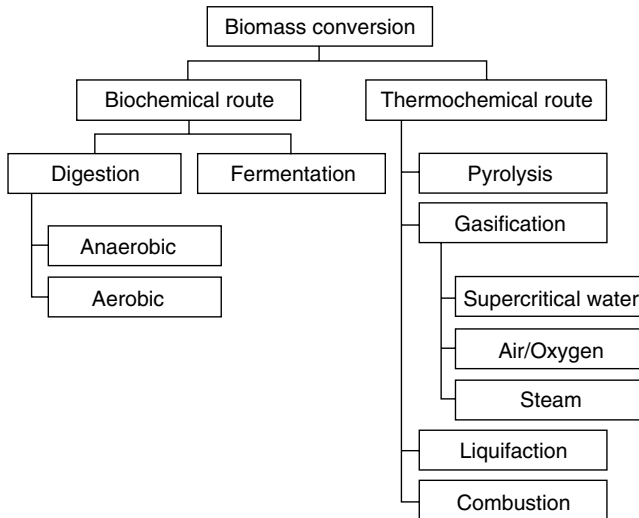 Biomass conversion
Biochemical route
Thermochemical route
Digestion
Fermentation
Anaerobic
Aerobic
Pyrolysis
Gasification
Supercritical water
Air/Oxygen
Steam
Liquifaction
Combustion